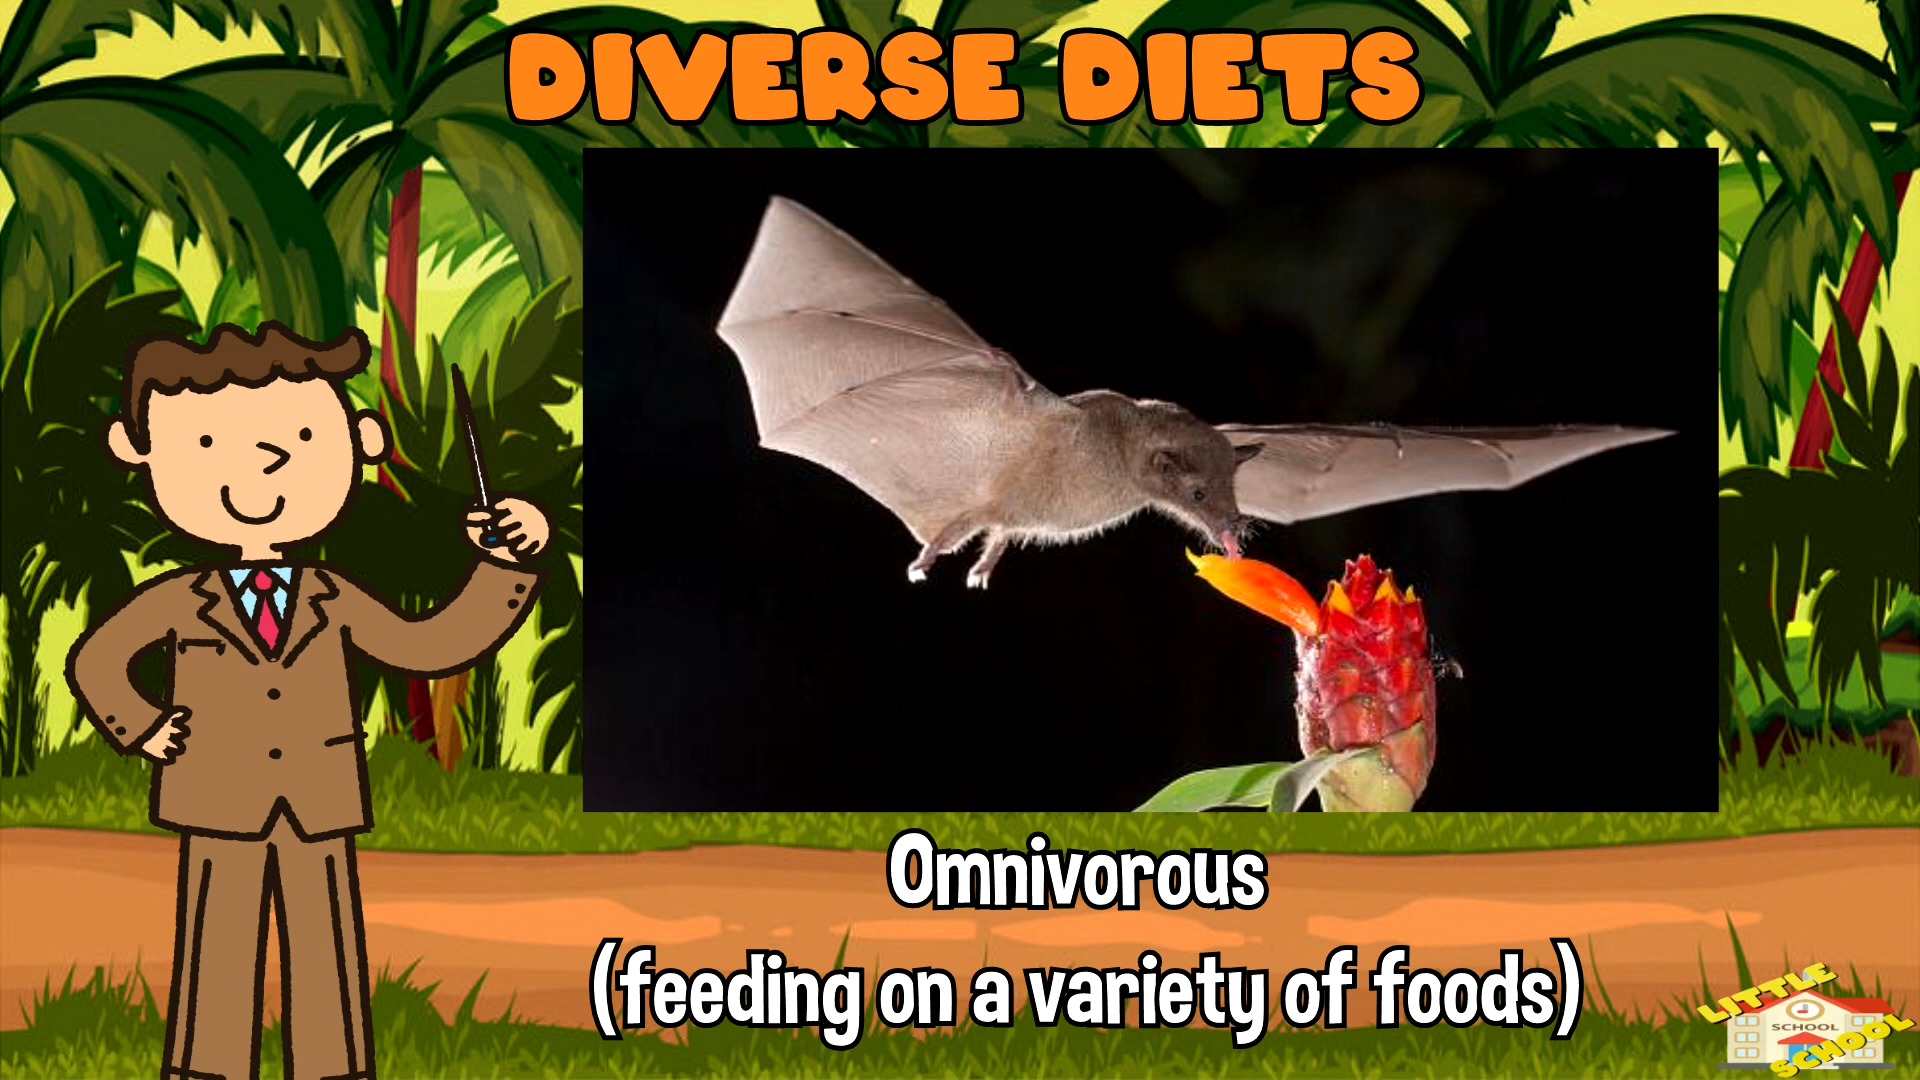 DIVERSE DIETS
Omnivorous
(feeding on a variety of foods)
LITTLE
SCHOOL
SCHOOL